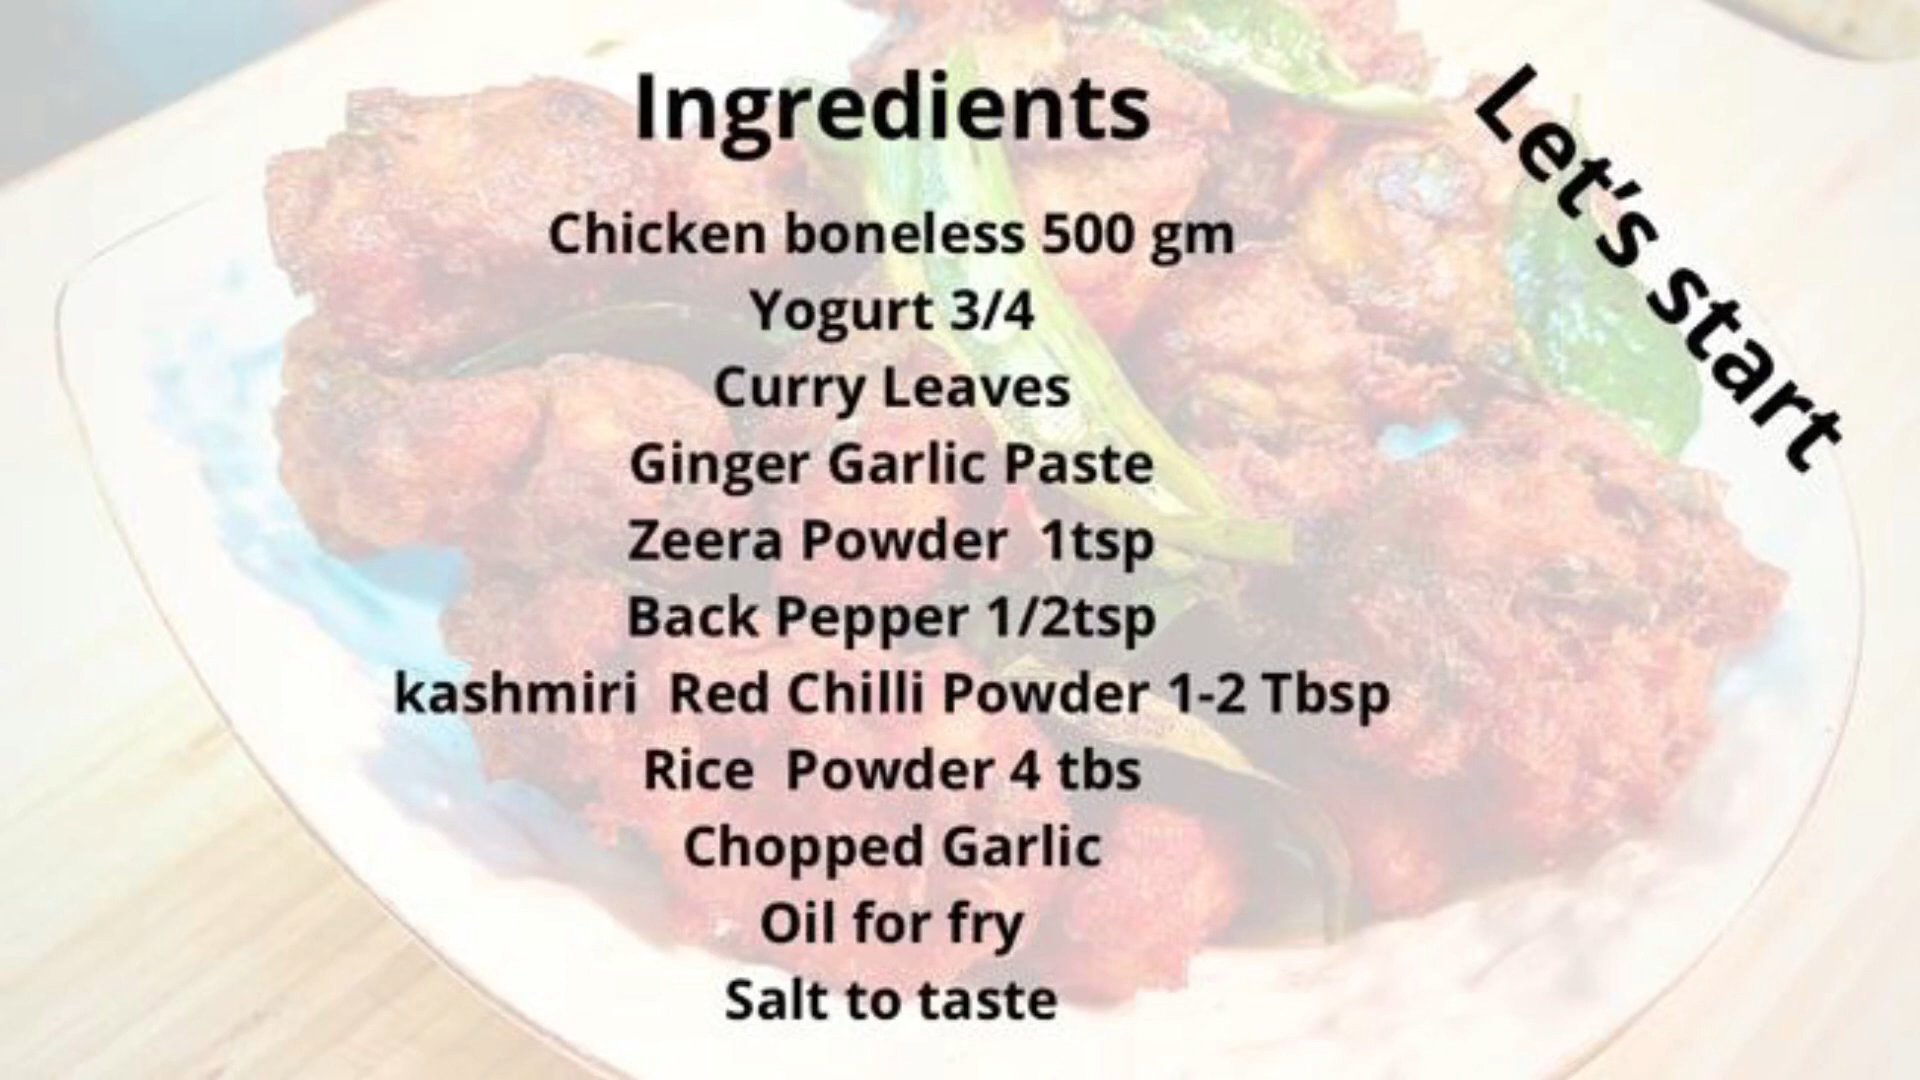 Ingredients
Let's start
Chicken boneless 500 gm
Yogurt 3/4
Curry Leaves
Ginger Garlic Paste
Zeera Powder 1tsp
Back Pepper 1/2tsp
kashmiri Red Chilli Powder 1-2 Tbsp
Rice Powder 4 tbs
Chopped Garlic
Oil for fry
Salt to taste